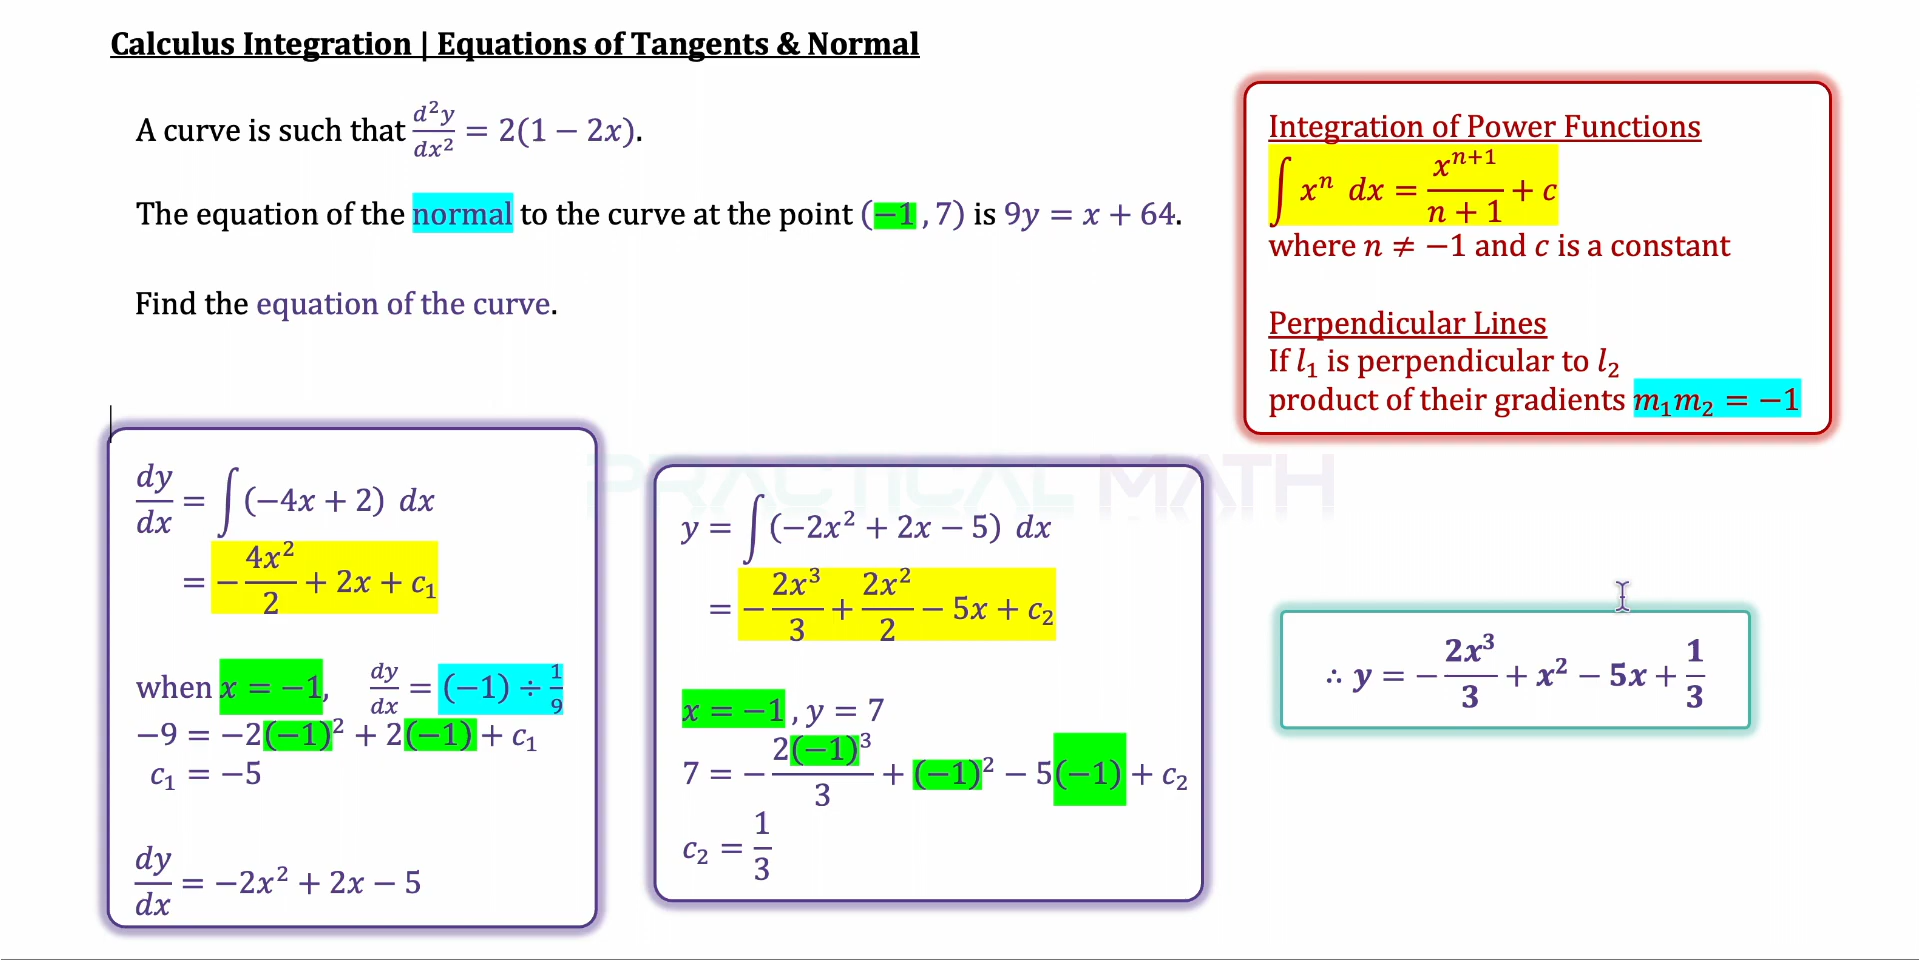 Calculus Integration | Equations of Tangents & Normal
A curve is such that d²y/dx² = 2(1 − 2x).
The equation of the normal to the curve at the point (−1, 7) is 9y = x + 64.
Find the equation of the curve.
Integration of Power Functions
∫ xⁿ dx = xⁿ⁺¹/(n + 1) + c
where n ≠ −1 and c is a constant
Perpendicular Lines
If l₁ is perpendicular to l₂
product of their gradients m₁m₂ = −1
PRACTICAL MATH
dy/dx = ∫ (−4x + 2) dx
= − 4x²/2 + 2x + c₁
when x = −1, dy/dx = (−1) ÷ 1/9
−9 = −2(−1)² + 2(−1) + c₁
c₁ = −5
dy/dx = −2x² + 2x − 5
y = ∫ (−2x² + 2x − 5) dx
= − 2x³/3 + 2x²/2 − 5x + c₂
x = −1, y = 7
7 = − 2(−1)³/3 + (−1)² − 5(−1) + c₂
c₂ = 1/3
∴ y = − 2x³/3 + x² − 5x + 1/3